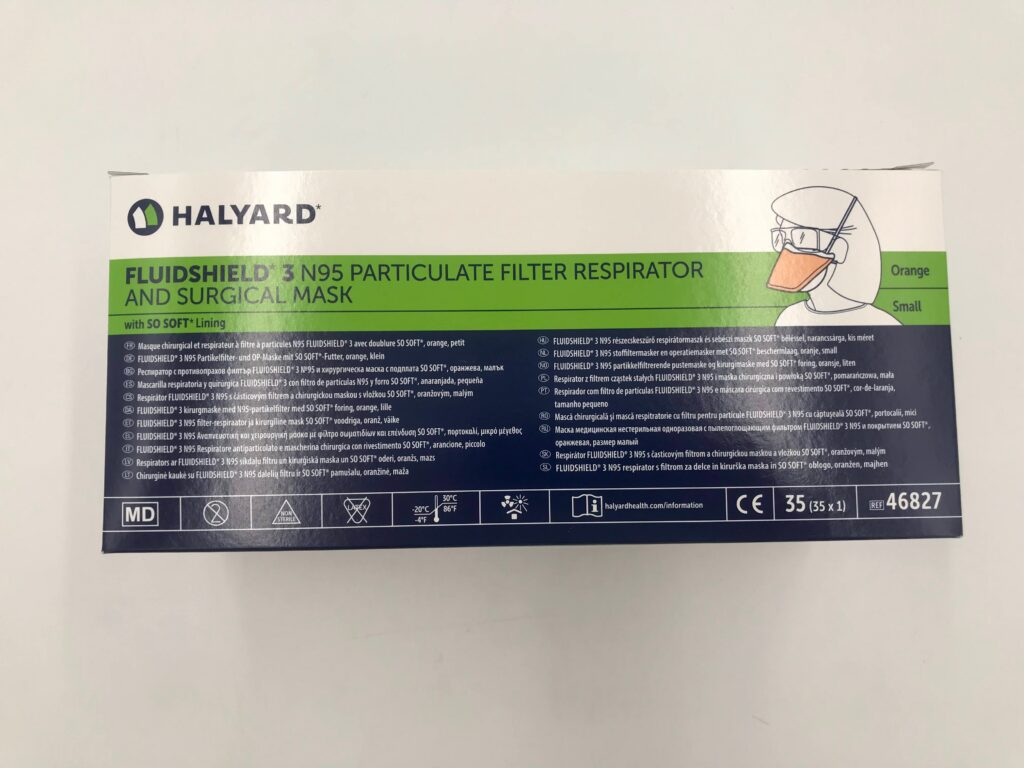 HALYARD*
FLUIDSHIELD* 3 N95 PARTICULATE FILTER RESPIRATOR
AND SURGICAL MASK
with SO SOFT* Lining
Orange
Small
FR Masque chirurgical et respirateur à filtre à particules N95 FLUIDSHIELD* 3 avec doublure SO SOFT*, orange, petit
DE FLUIDSHIELD* 3 N95 Partikelfilter- und OP-Maske mit SO SOFT*-Futter, orange, klein
BG Респиратор с противопрахов филтър FLUIDSHIELD* 3 N95 и хирургическа маска с подплата SO SOFT*, оранжева, малък
ES Mascarilla respiratoria y quirúrgica FLUIDSHIELD* 3 con filtro de partículas N95 y forro SO SOFT*, anaranjada, pequeña
CS Respirátor FLUIDSHIELD* 3 N95 s částicovým filtrem a chirurgickou maskou s vložkou SO SOFT*, oranžovým, malým
DA FLUIDSHIELD* 3 kirurgmaske med N95-partikelfilter med SO SOFT* foring, orange, lille
ET FLUIDSHIELD* 3 N95 filter-respiraator ja kirurgiline mask SO SOFT* voodriga, oranž, väike
EL FLUIDSHIELD* 3 N95 Αναπνευστική και χειρουργική μάσκα με φίλτρο σωματιδίων και επένδυση SO SOFT*, πορτοκαλί, μικρό μέγεθος
IT FLUIDSHIELD* 3 N95 Respiratore antiparticolato e mascherina chirurgica con rivestimento SO SOFT*, arancione, piccolo
LV Respirators ar FLUIDSHIELD* 3 N95 sīkdaļu filtru un ķirurģiskā maska un SO SOFT* oderi, oranžs, mazs
LT Chirurginė kaukė su FLUIDSHIELD* 3 N95 dalelių filtru ir SO SOFT* pamušalu, oranžinė, maža
HU FLUIDSHIELD* 3 N95 részecskeszűrő respirátormaszk és sebészi maszk SO SOFT* béléssel, narancssárga, kis méret
NL FLUIDSHIELD* 3 N95 stoffiltermasker en operatiemasker met SO SOFT* beschermlaag, oranje, small
NO FLUIDSHIELD* 3 N95 partikkelfiltrerende pustemaske og kirurgimaske med SO SOFT* foring, oransje, liten
PL Respirator z filtrem cząstek stałych FLUIDSHIELD* 3 N95 i maska chirurgiczna i powłoką SO SOFT*, pomarańczowa, mała
PT Respirador com filtro de partículas FLUIDSHIELD* 3 N95 e máscara cirúrgica com revestimento SO SOFT*, cor-de-laranja,
tamanho pequeno
RO Mască chirurgicală și mască respiratorie cu filtru pentru particule FLUIDSHIELD* 3 N95 cu căptușeală SO SOFT*, portocalii, mici
RU Маска медицинская нестерильная одноразовая с пылепоглощающим фильтром FLUIDSHIELD* 3 N95 и покрытием SO SOFT*,
оранжевая, размер малый
SK Respirátor FLUIDSHIELD* 3 N95 s časticovým filtrom a chirurgickou maskou a vložkou SO SOFT*, oranžovým, malým
SL FLUIDSHIELD* 3 N95 respirator s filtrom za delce in kirurška maska in SO SOFT* oblogo, oranžen, majhen
MD
2
NON
STERILE
LATEX
-20°C
-4°F
30°C
86°F
i
halyardhealth.com/information
CE
35 (35 x 1)
REF 46827